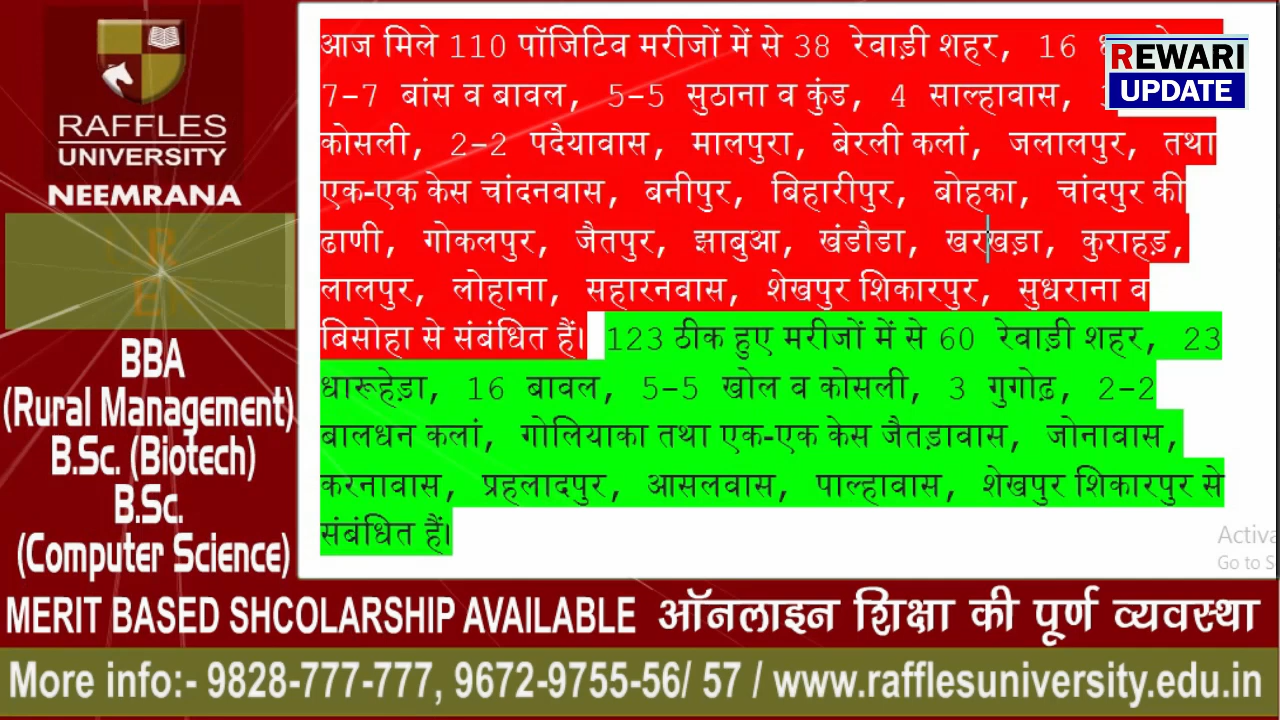 RAFFLES
UNIVERSITY
NEEMRANA
BBA
(Rural Management)
B.Sc. (Biotech)
B.Sc.
(Computer Science)
आज मिले 110 पॉजिटिव मरीजों में से 38 रेवाड़ी शहर, 16
7-7 बांस व बावल, 5-5 सुठाना व कुंड, 4 साल्हावास,
कोसली, 2-2 पदैयावास, मालपुरा, बेरली कलां, जलालपुर, तथा
एक-एक केस चांदनवास, बनीपुर, बिहारीपुर, बोहका, चांदपुर की
ढाणी, गोकलपुर, जैतपुर, झाबुआ, खंडौडा, खरखड़ा, कुराहड़,
लालपुर, लोहाना, सहारनवास, शेखपुर शिकारपुर, सुधराना व
बिसोहा से संबंधित हैं। 123 ठीक हुए मरीजों में से 60 रेवाड़ी शहर, 23
धारूहेड़ा, 16 बावल, 5-5 खोल व कोसली, 3 गुगोढ़, 2-2
बालधन कलां, गोलियाका तथा एक-एक केस जैतड़ावास, जोनावास,
करनावास, प्रहलादपुर, आसलवास, पाल्हावास, शेखपुर शिकारपुर से
संबंधित हैं।
REWARI
UPDATE
Go to S
MERIT BASED SHCOLARSHIP AVAILABLE ऑनलाइन शिक्षा की पूर्ण व्यवस्था
More info:- 9828-777-777, 9672-9755-56/ 57 / www.rafflesuniversity.edu.in